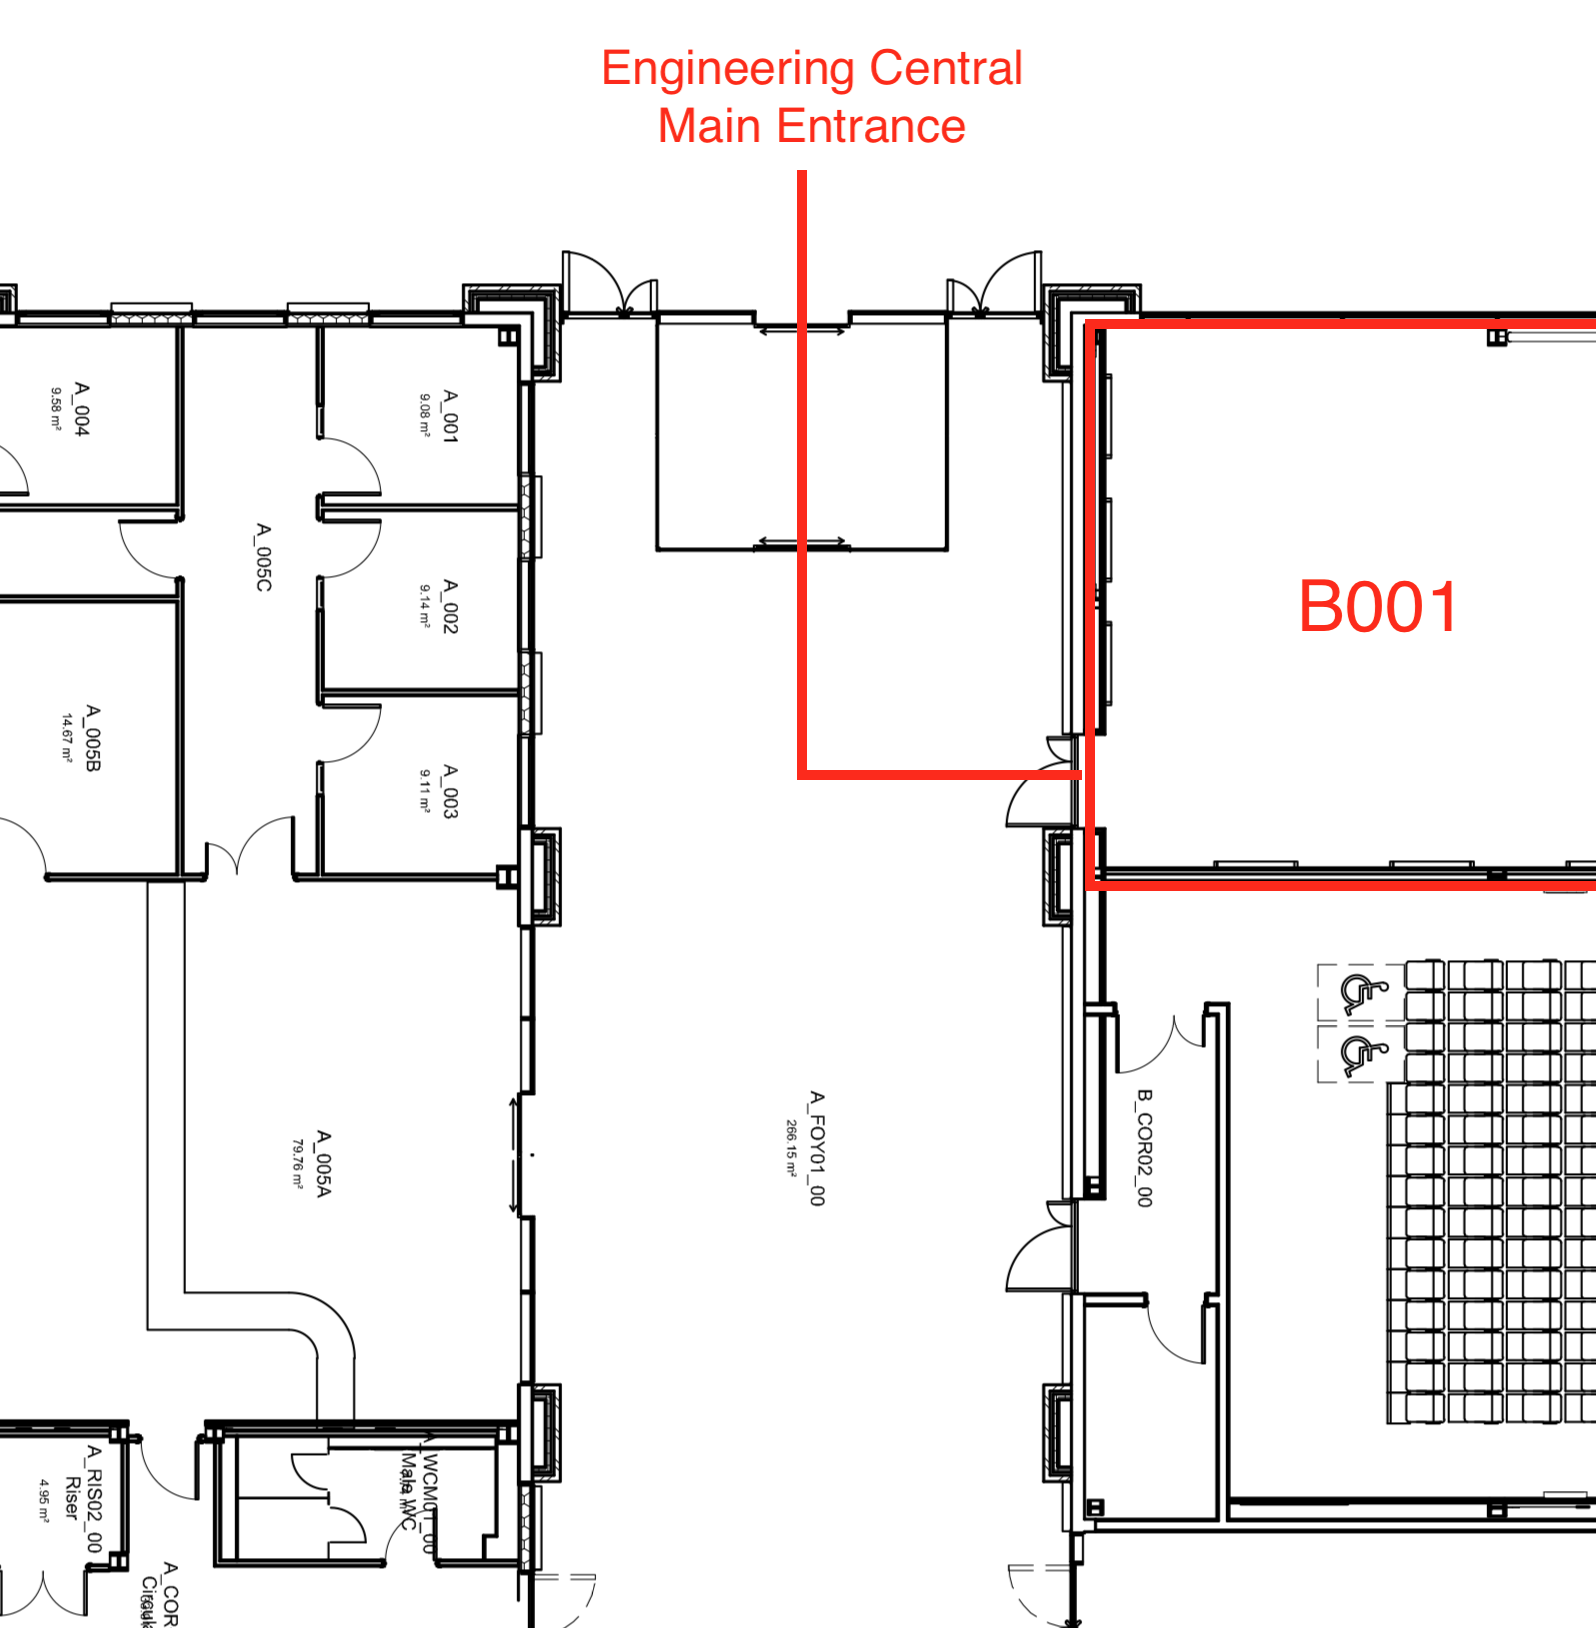 Engineering Central
Main Entrance
A_004
9.58 m²
A_001
9.08 m²
A_005C
A_002
9.14 m²
B001
A_005B
14.67 m²
A_003
9.11 m²
A_FOY01_00
266.15 m²
B_COR02_00
A_005A
79.76 m²
A_RIS02_00
Riser
4.95 m²
A_WCM01_00
Male WC
A_COR